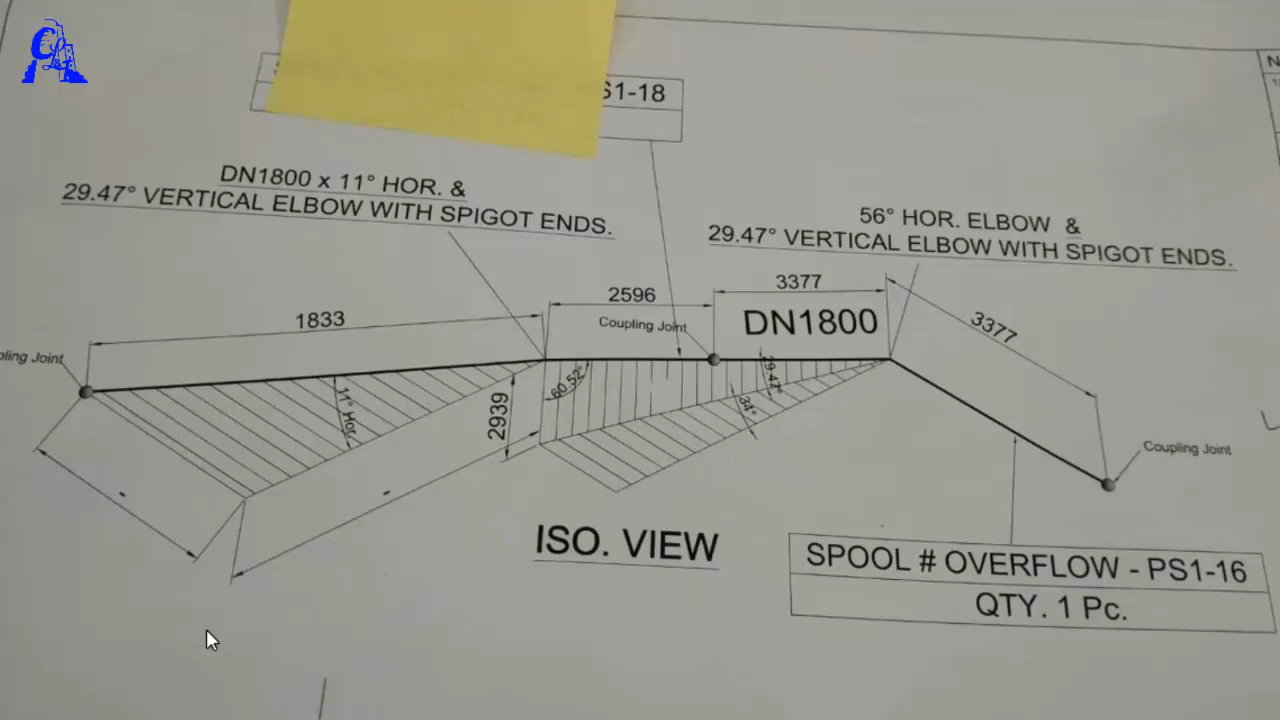 S1-18
DN1800 x 11° HOR. &
29.47° VERTICAL ELBOW WITH SPIGOT ENDS.
56° HOR. ELBOW &
29.47° VERTICAL ELBOW WITH SPIGOT ENDS.
1833
2596
3377
3377
Coupling Joint
DN1800
pling Joint
11° Hor.
60.52°
2939
29.47°
34°
Coupling Joint
ISO. VIEW
SPOOL # OVERFLOW - PS1-16
QTY. 1 Pc.